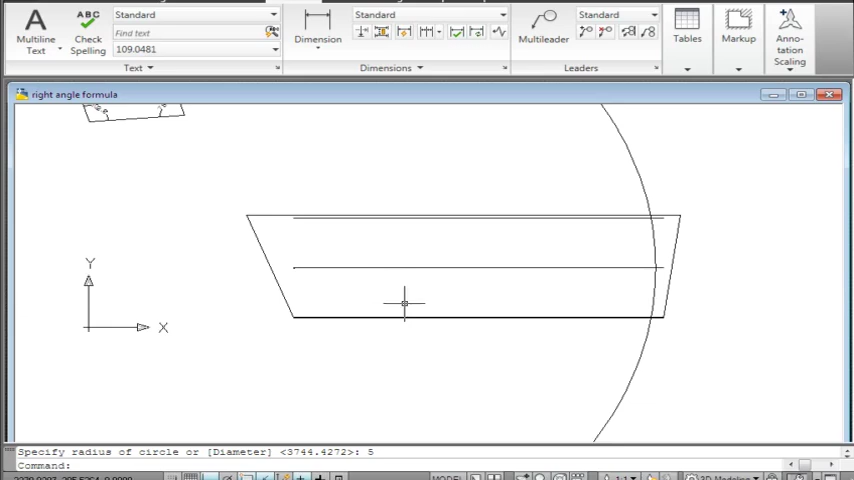 Multiline
Text
ABC
Check
Spelling
Standard
Find text
109.0481
Text
Dimension
Standard
Dimensions
Multileader
Standard
Leaders
Tables
Markup
Anno-
tation
Scaling
right angle formula
Y
X
Specify radius of circle or [Diameter] <3744.4272>: 5
Command:
MODEL
1:1
3D Modeling